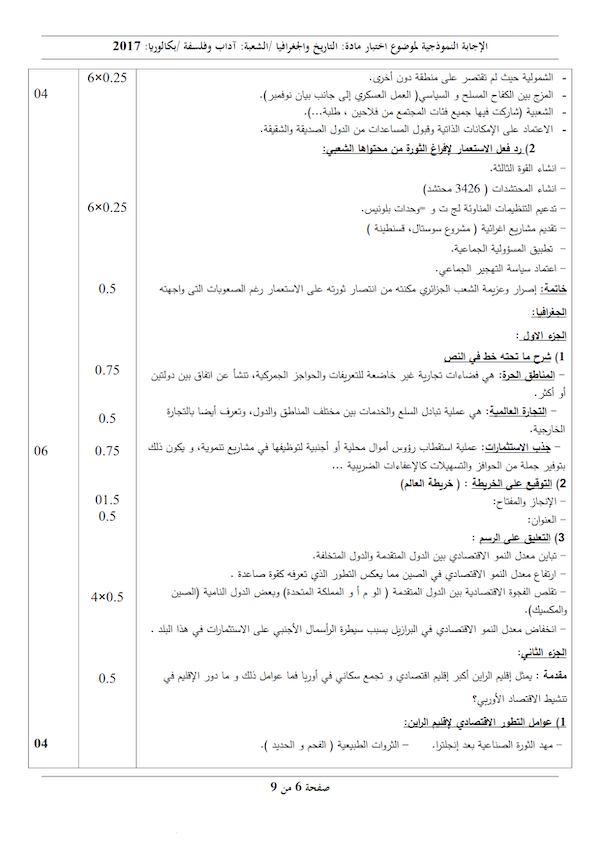 الإجابة النموذجية لموضوع اختبار مادة: التاريخ والجغرافيا /الشعبة: آداب وفلسفة /بكالوريا: 2017
- الشمولية حيث لم تقتصر على منطقة دون أخرى.
6×0.25
- المزج بين الكفاح المسلح و السياسي( العمل العسكري إلى جانب بيان نوفمبر).
04
- الشعبية (شاركت فيها جميع فئات المجتمع من فلاحين ، طلبة...).
- الاعتماد على الإمكانات الذاتية وقبول المساعدات من الدول الصديقة والشقيقة.
2) رد فعل الاستعمار لإفراغ الثورة من محتواها الشعبي:
– انشاء القوة الثالثة.
– انشاء المحتشدات ( 3426 محتشد)
– تدعيم التنظيمات المناوئة لج ت و =وحدات بلونيس.
6×0.25
– تقديم مشاريع اغرائية ( مشروع سوستال، قسنطينة )
– تطبيق المسؤولية الجماعية.
– اعتماد سياسة التهجير الجماعي.
خاتمة: إصرار وعزيمة الشعب الجزائري مكنته من انتصار ثورته على الاستعمار رغم الصعوبات التى واجهته
0.5
الجغرافيا:
الجزء الاول :
1) شرح ما تحته خط في النص
– المناطق الحرة: هي فضاءات تجارية غير خاضعة للتعريفات والحواجز الجمركية، تنشأ عن اتفاق بين دولتين
0.75
أو أكثر.
– التجارة العالمية: هي عملية تبادل السلع والخدمات بين مختلف المناطق والدول، وتعرف أيضا بالتجارة
0.5
الخارجية.
– جذب الاستثمارات: عملية استقطاب رؤوس أموال محلية أو أجنبية لتوظيفها في مشاريع تنموية، و يكون ذلك
0.75
06
بتوفير جملة من الحوافز والتسهيلات كالإعفاءات الضريبية ...
2) التوقيع على الخريطة : ( خريطة العالم)
– الإنجاز والمفتاح:
01.5
– العنوان:
0.5
3) التعليق على الرسم :
– تباين معدل النمو الاقتصادي بين الدول المتقدمة والدول المتخلفة.
– ارتفاع معدل النمو الاقتصادي في الصين مما يعكس التطور الذي تعرفه كقوة صاعدة .
– تقلص الفجوة الاقتصادية بين الدول المتقدمة ( الو م أ و المملكة المتحدة) وبعض الدول النامية (الصين
4×0.5
والمكسيك).
– انخفاض معدل النمو الاقتصادي في البرازيل بسبب سيطرة الرأسمال الأجنبي على الاستثمارات في هذا البلد .
الجزء الثاني:
مقدمة : يمثل إقليم الراين أكبر إقليم اقتصادي و تجمع سكاني في أوربا فما عوامل ذلك و ما دور الإقليم في
0.5
تنشيط الاقتصاد الأوربي؟
1) عوامل التطور الاقتصادي لإقليم الراين:
– مهد الثورة الصناعية بعد إنجلترا. – الثروات الطبيعية ( الفحم و الحديد ).
04
صفحة 6 من 9